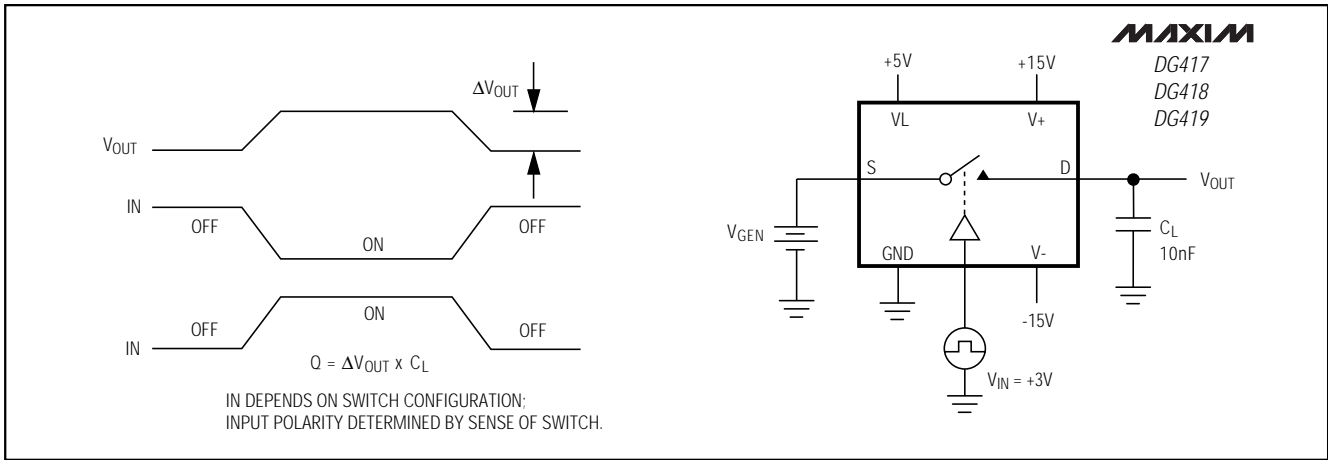 ΔVOUT
VOUT
IN
OFF
ON
OFF
IN
OFF
ON
OFF
Q = ΔVOUT x CL
IN DEPENDS ON SWITCH CONFIGURATION;
INPUT POLARITY DETERMINED BY SENSE OF SWITCH.
MAXIM
DG417
DG418
DG419
+5V
+15V
VL
V+
S
D
VOUT
VGEN
CL
10nF
GND
V-
-15V
VIN = +3V